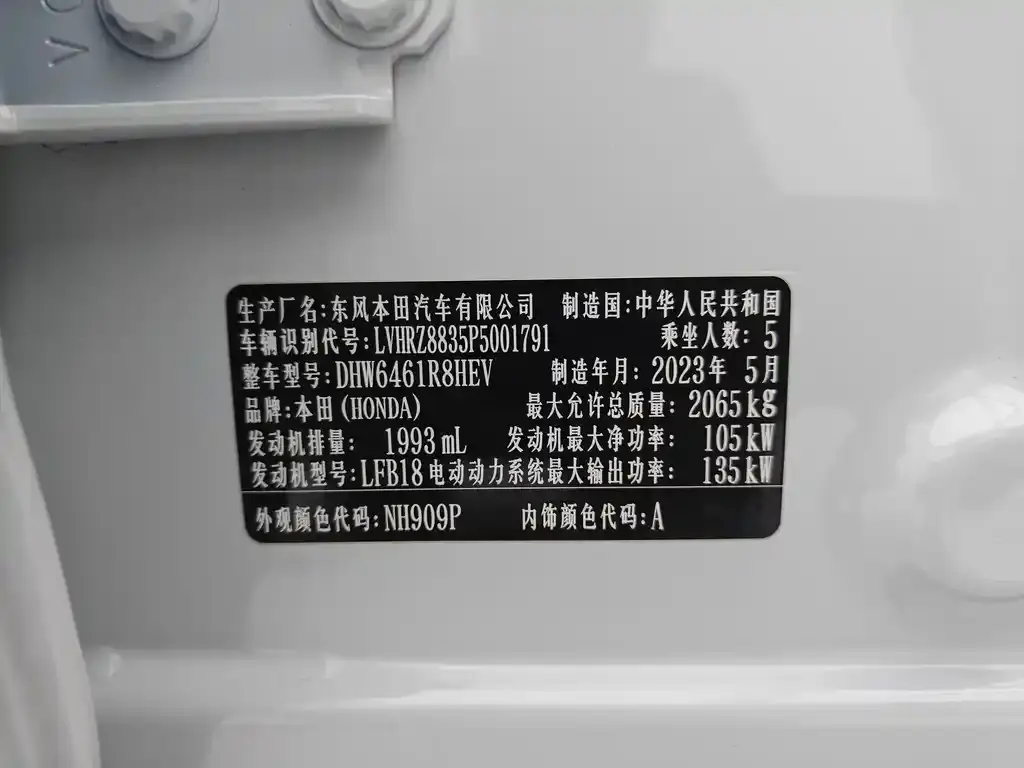 VC
生产厂名:东风本田汽车有限公司 制造国:中华人民共和国
车辆识别代号:LVHRZ8835P5001791 乘坐人数: 5
整车型号:DHW6461R8HEV 制造年月: 2023年 5月
品牌:本田(HONDA) 最大允许总质量: 2065kg
发动机排量: 1993mL 发动机最大净功率: 105kW
发动机型号:LFB18 电动动力系统最大输出功率: 135kW
外观颜色代码:NH909P 内饰颜色代码:A